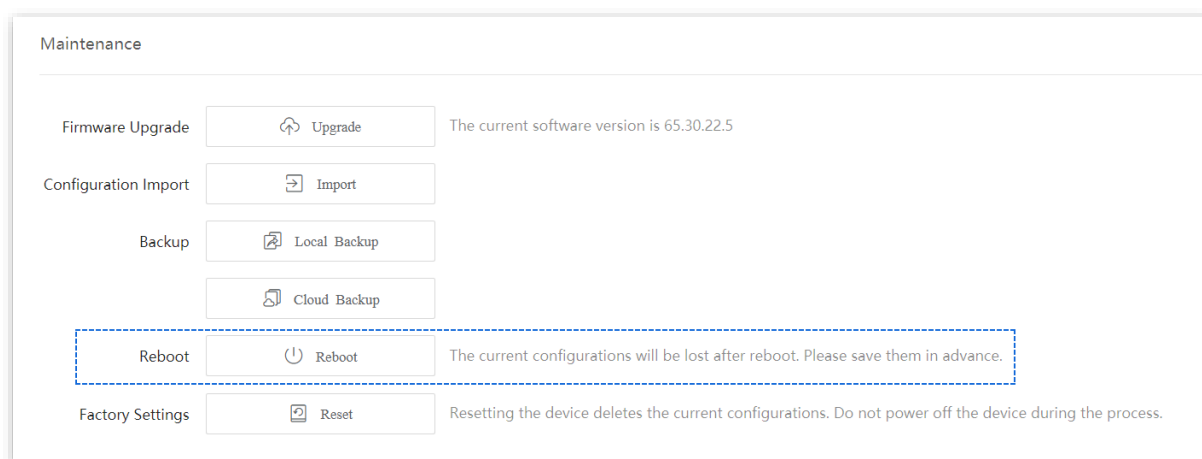 Maintenance
Firmware Upgrade Upgrade The current software version is 65.30.22.5
Configuration Import Import
Backup Local Backup
Cloud Backup
Reboot Reboot The current configurations will be lost after reboot. Please save them in advance.
Factory Settings Reset Resetting the device deletes the current configurations. Do not power off the device during the process.